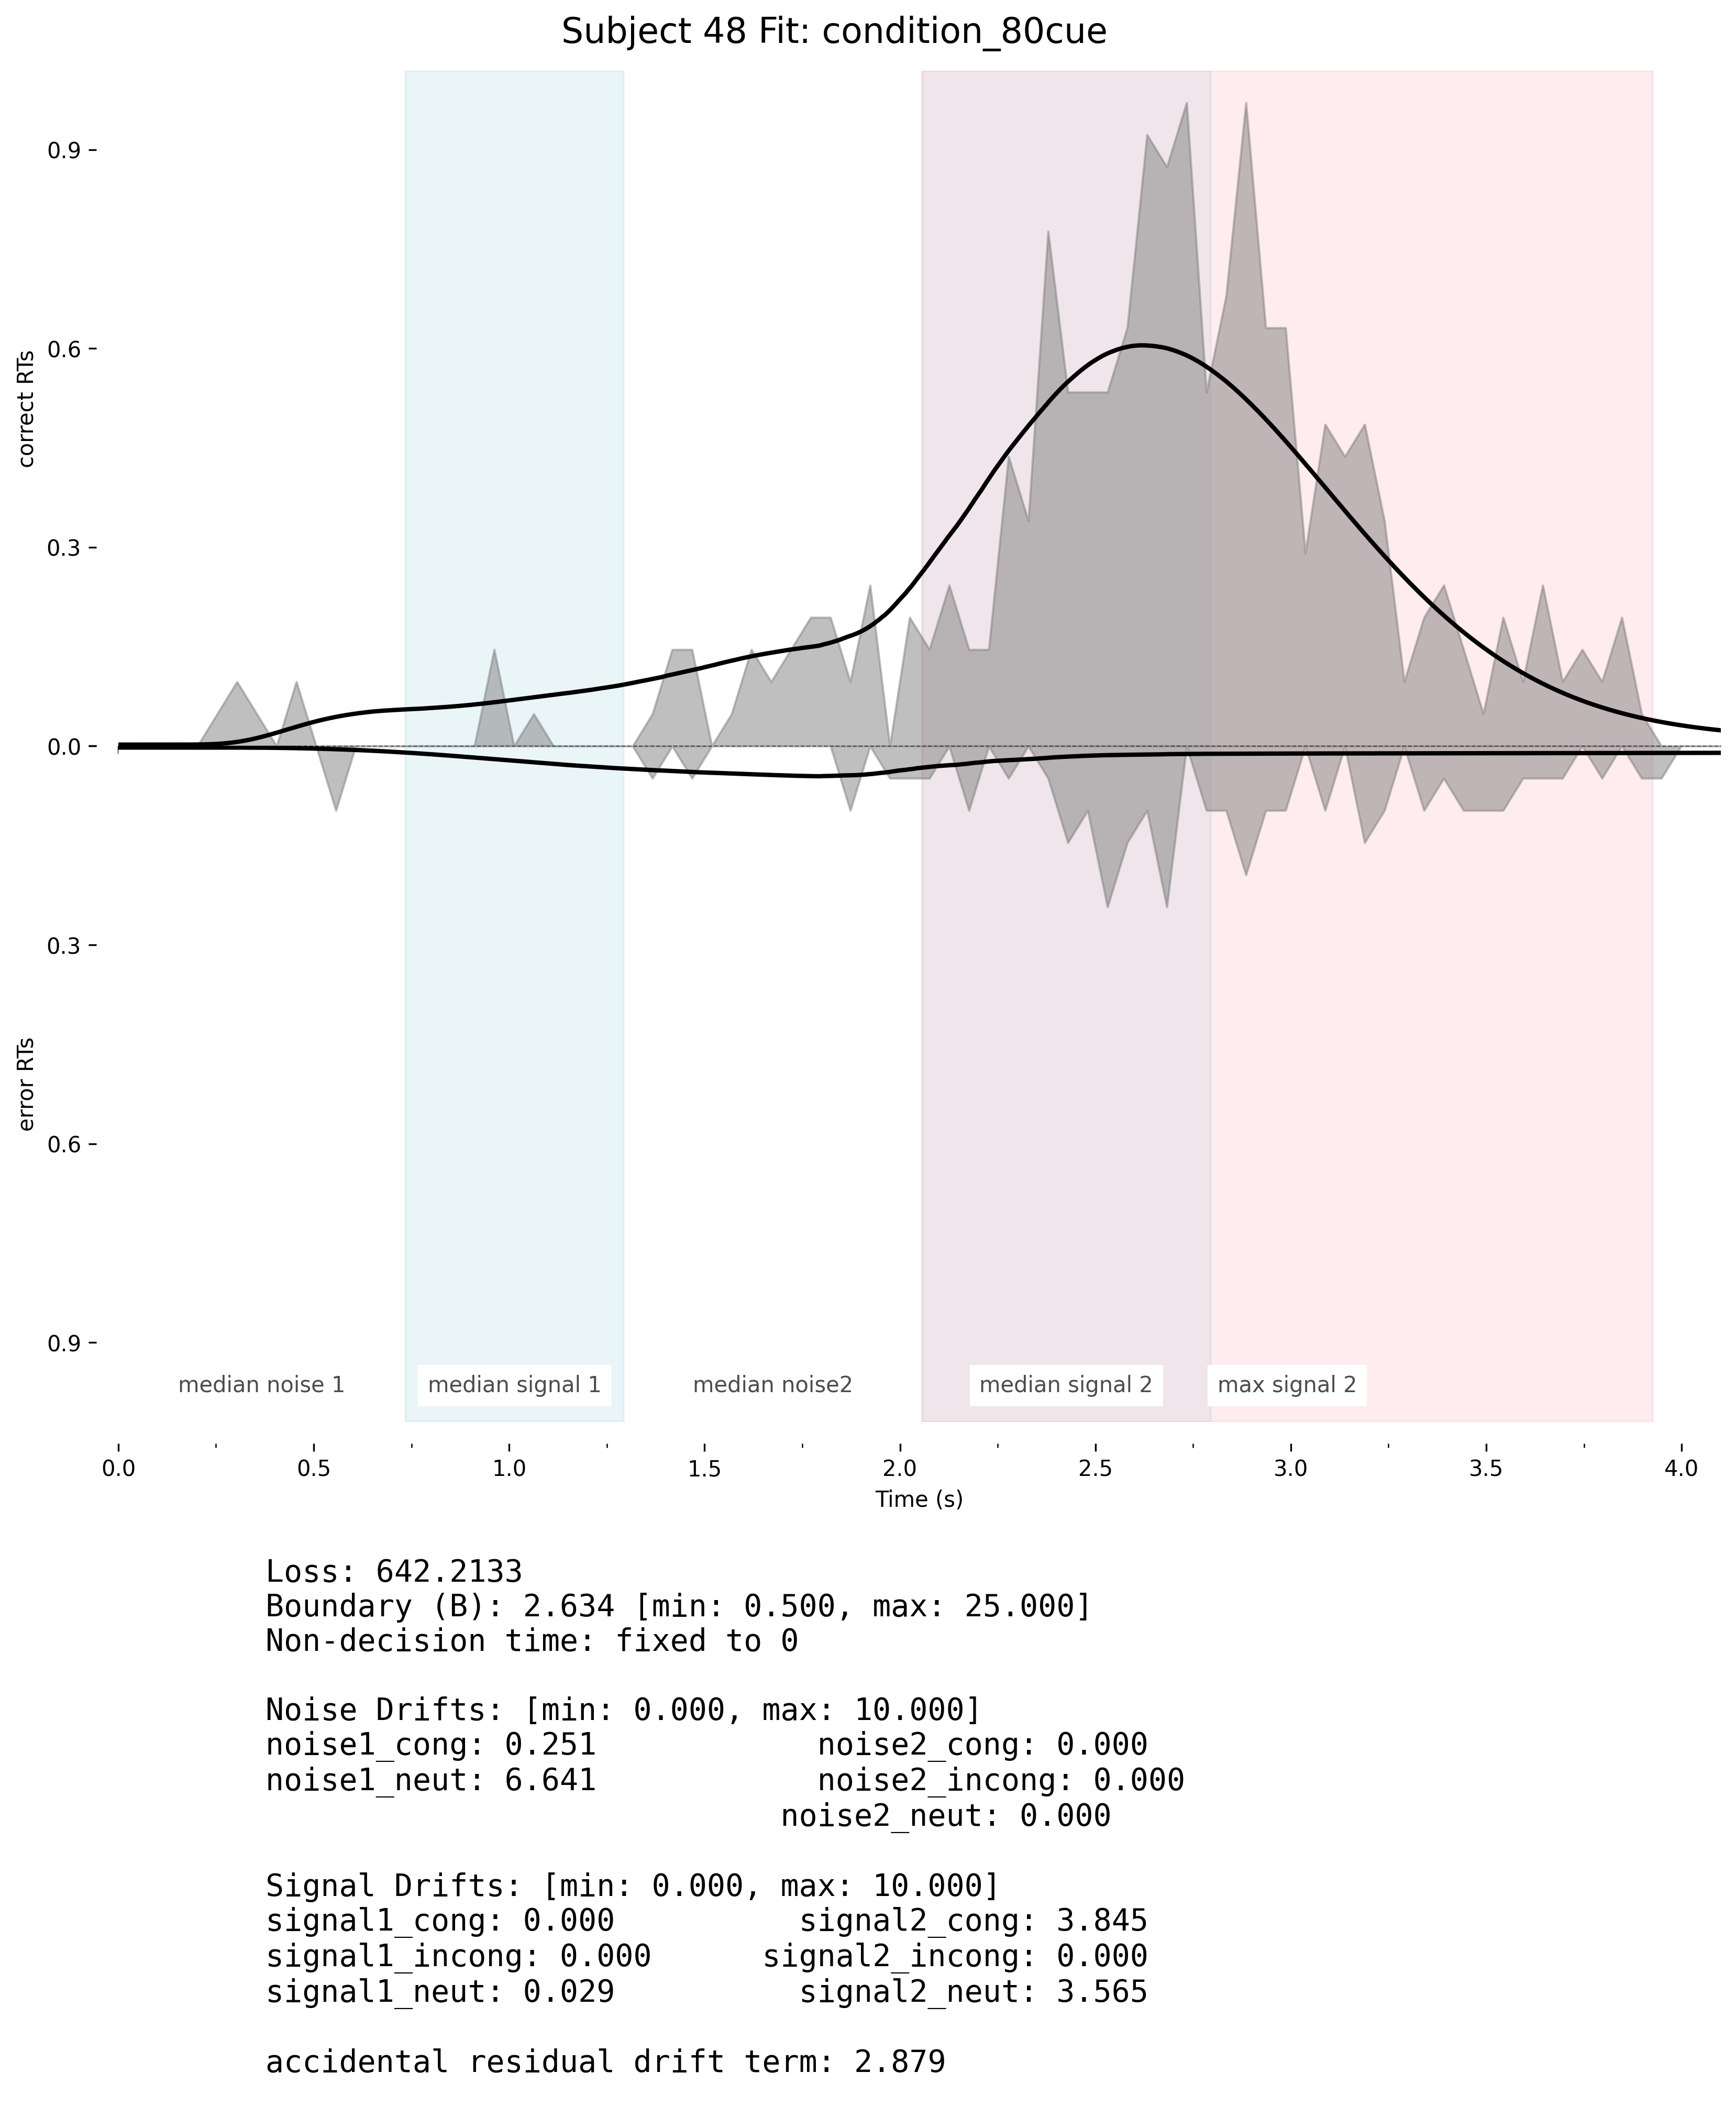 Subject 48 Fit: condition_80cue
0.9
0.6
0.3
0.0
0.3
0.6
0.9
correct RTs
error RTs
median noise 1
median signal 1
median noise2
median signal 2
max signal 2
0.0
0.5
1.0
1.5
2.0
2.5
3.0
3.5
4.0
Time (s)
Loss: 642.2133
Boundary (B): 2.634 [min: 0.500, max: 25.000]
Non-decision time: fixed to 0
Noise Drifts: [min: 0.000, max: 10.000]
noise1_cong: 0.251 noise2_cong: 0.000
noise1_neut: 6.641 noise2_incong: 0.000
noise2_neut: 0.000
Signal Drifts: [min: 0.000, max: 10.000]
signal1_cong: 0.000 signal2_cong: 3.845
signal1_incong: 0.000 signal2_incong: 0.000
signal1_neut: 0.029 signal2_neut: 3.565
accidental residual drift term: 2.879